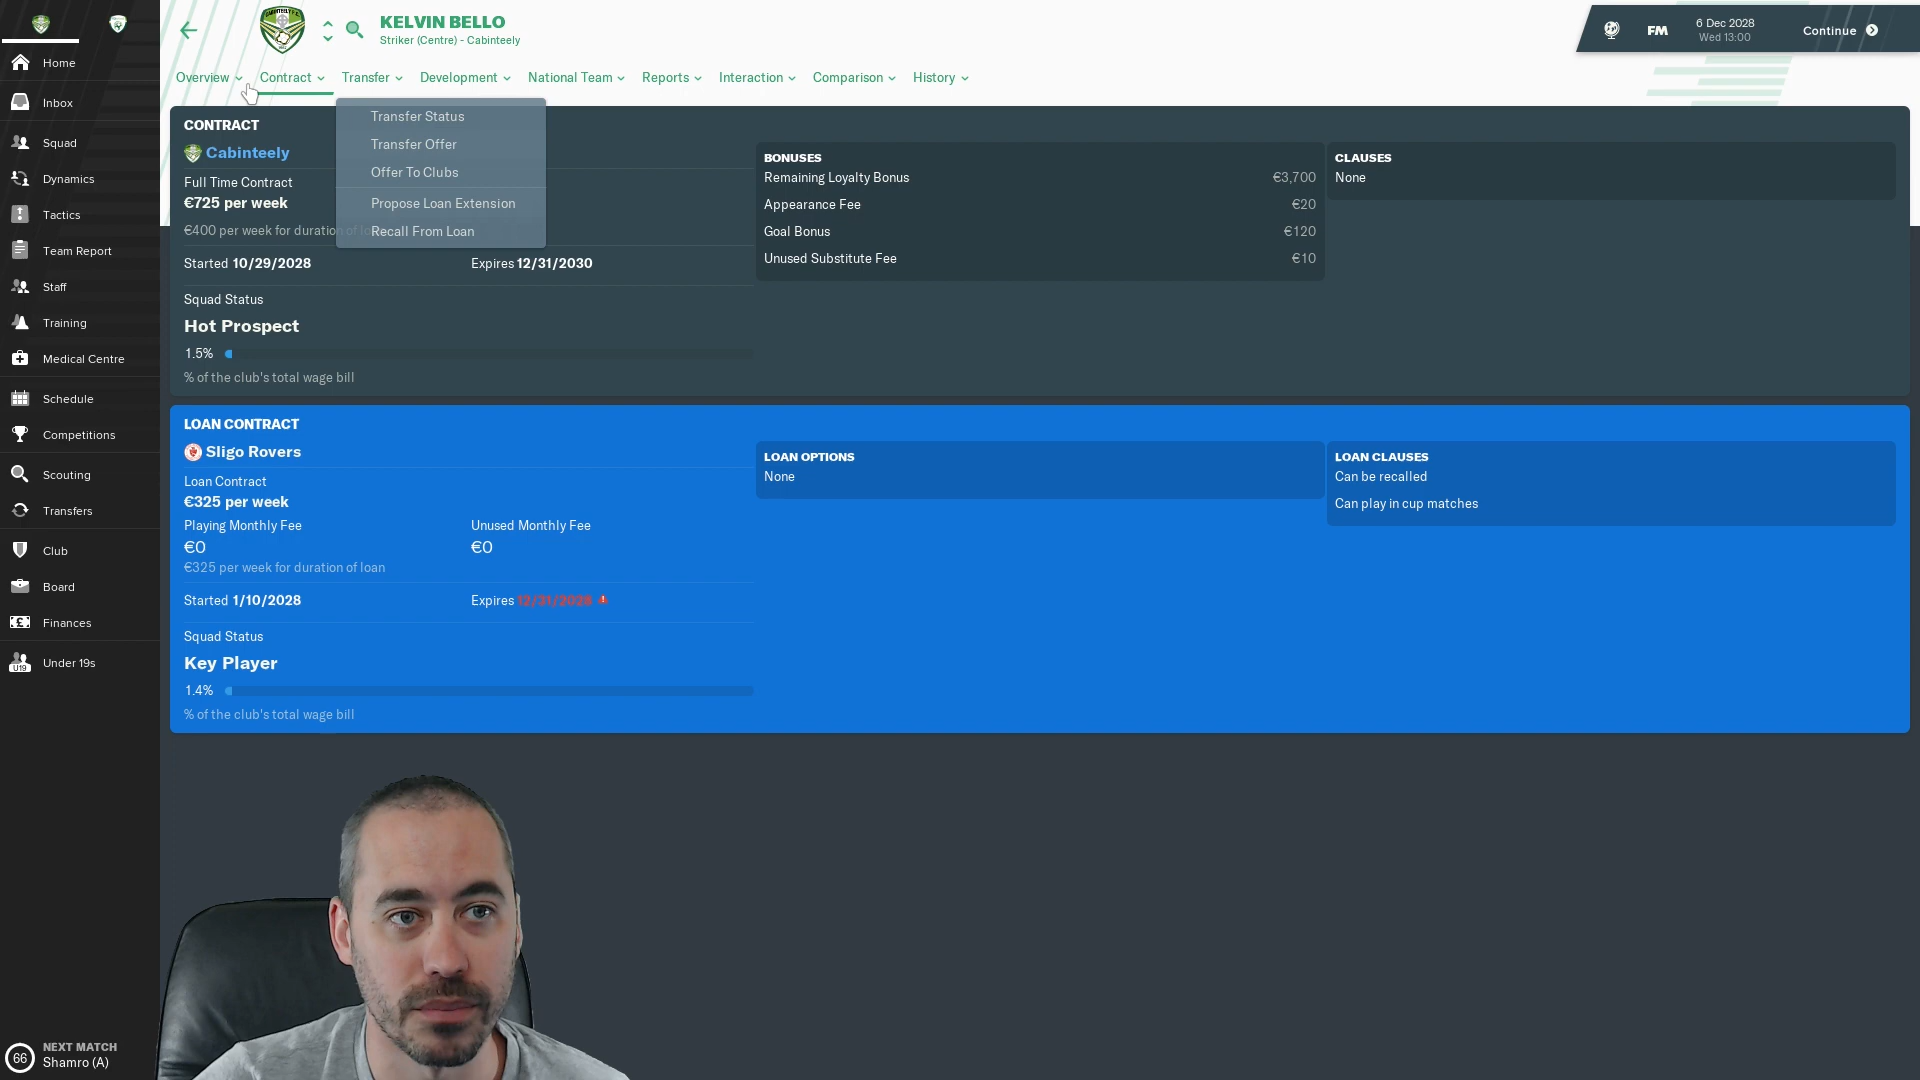 KELVIN BELLO
Striker (Centre) - Cabinteely
FM
6 Dec 2028
Wed 13:00
Continue
Overview
Contract
Transfer
Development
National Team
Reports
Interaction
Comparison
History
Home
Inbox
Squad
Dynamics
Tactics
Team Report
Staff
Training
Medical Centre
Schedule
Competitions
Scouting
Transfers
Club
Board
Finances
U19
Under 19s
66
NEXT MATCH
Shamro (A)
Transfer Status
Transfer Offer
Offer To Clubs
Propose Loan Extension
Recall From Loan
CONTRACT
Cabinteely
Full Time Contract
€725 per week
€400 per week for duration of
Started 10/29/2028
Expires 12/31/2030
Squad Status
Hot Prospect
1.5%
% of the club's total wage bill
BONUSES
Remaining Loyalty Bonus €3,700
Appearance Fee €20
Goal Bonus €120
Unused Substitute Fee €10
CLAUSES
None
LOAN CONTRACT
Sligo Rovers
Loan Contract
€325 per week
Playing Monthly Fee
€0
Unused Monthly Fee
€0
€325 per week for duration of loan
Started 1/10/2028
Expires 12/31/2028
Squad Status
Key Player
1.4%
% of the club's total wage bill
LOAN OPTIONS
None
LOAN CLAUSES
Can be recalled
Can play in cup matches